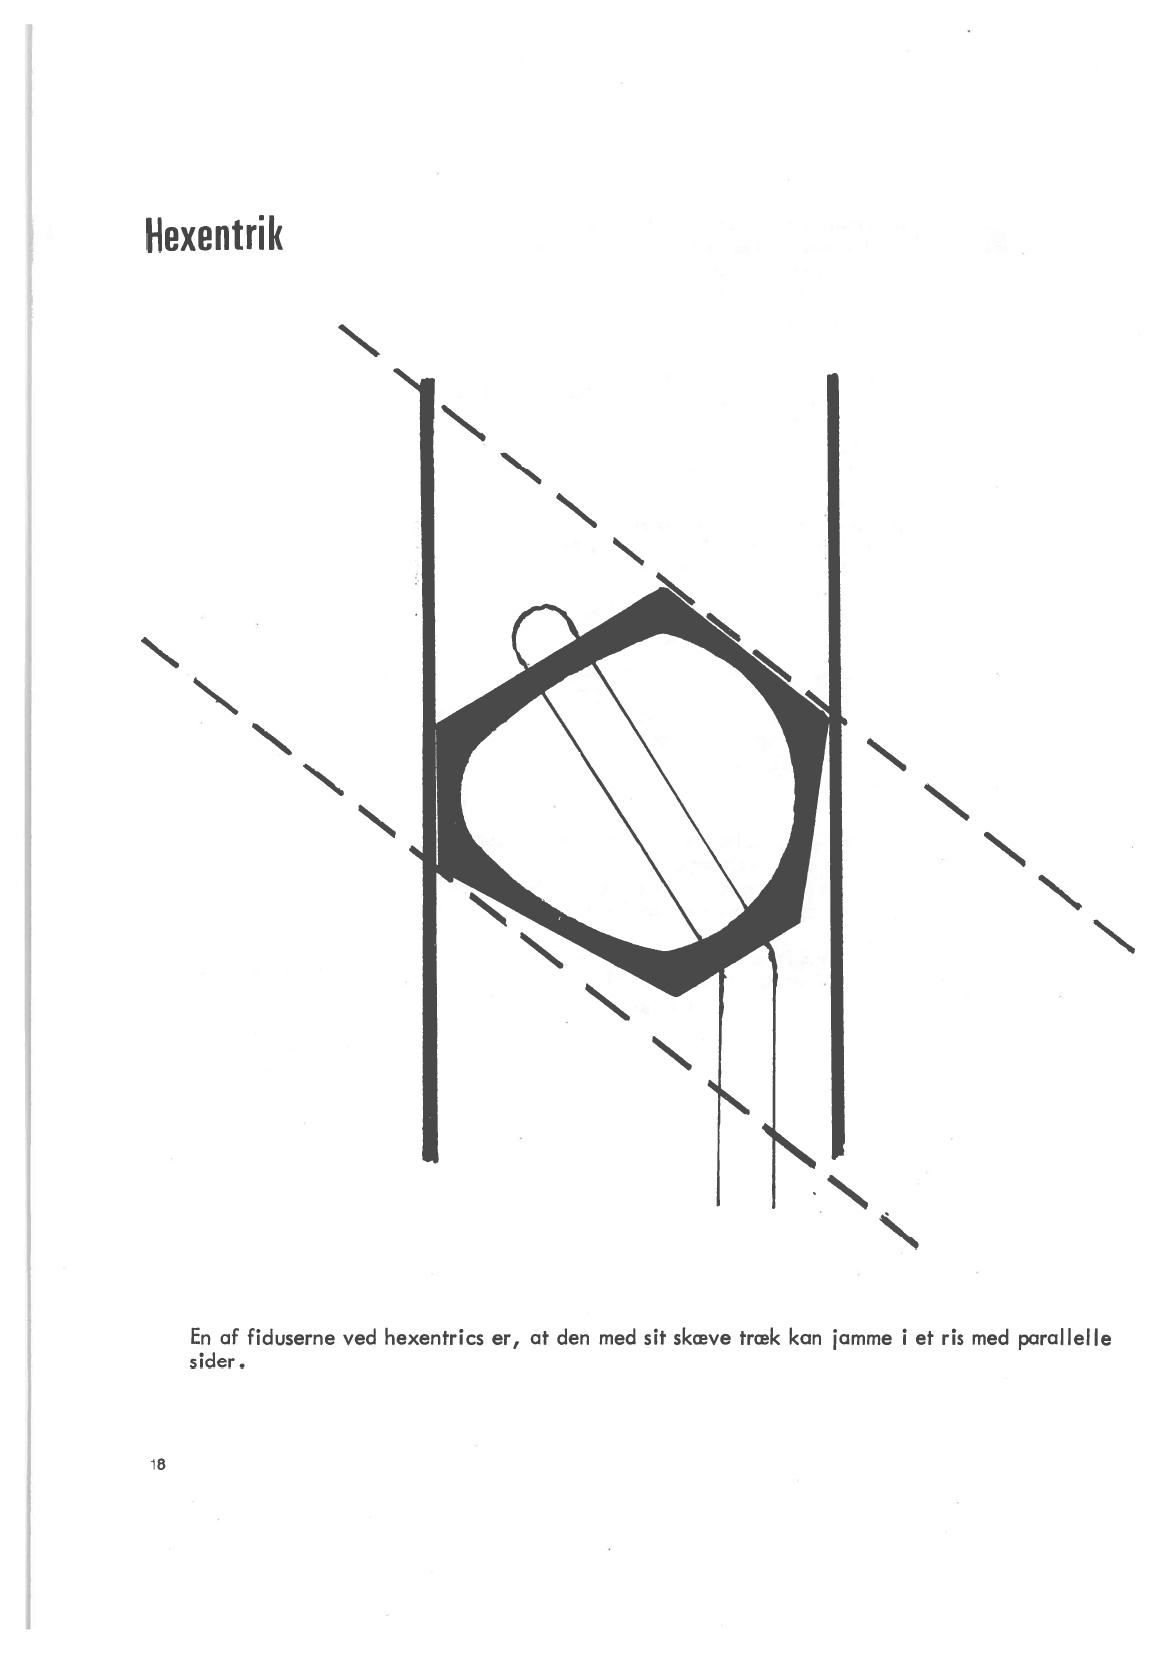 Hexentrik
En af fiduserne ved hexentrics er, at den med sit skæve træk kan jamme i et ris med parallelle
sider.
18